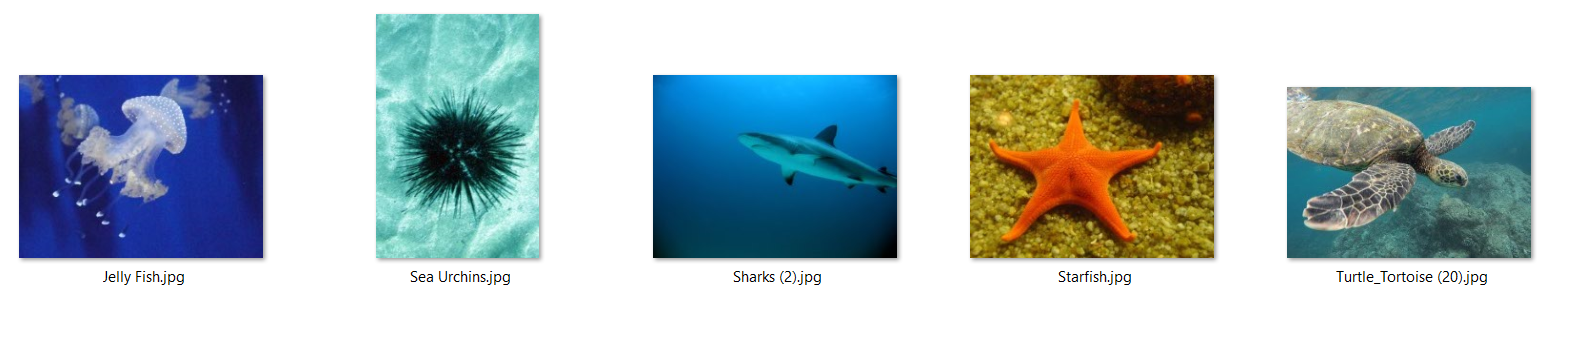 Jelly Fish.jpg
Sea Urchins.jpg
Sharks (2).jpg
Starfish.jpg
Turtle_Tortoise (20).jpg